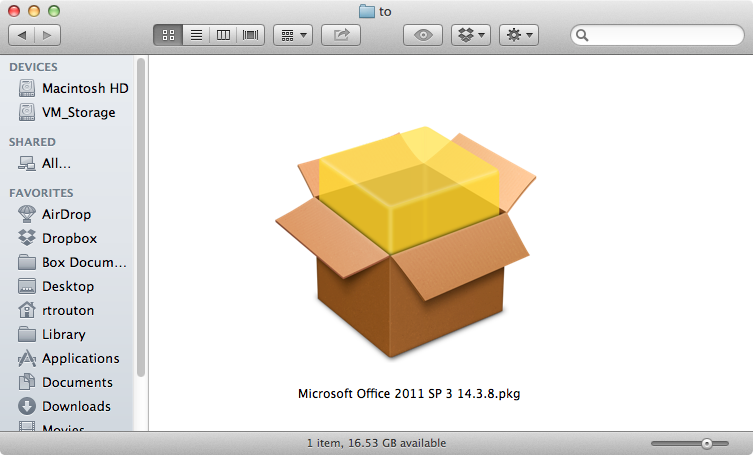 to
DEVICES
Macintosh HD
VM_Storage
SHARED
All...
FAVORITES
AirDrop
Dropbox
Box Docum...
Desktop
rtrouton
Library
Applications
Documents
Downloads
Movies
Microsoft Office 2011 SP 3 14.3.8.pkg
1 item, 16.53 GB available